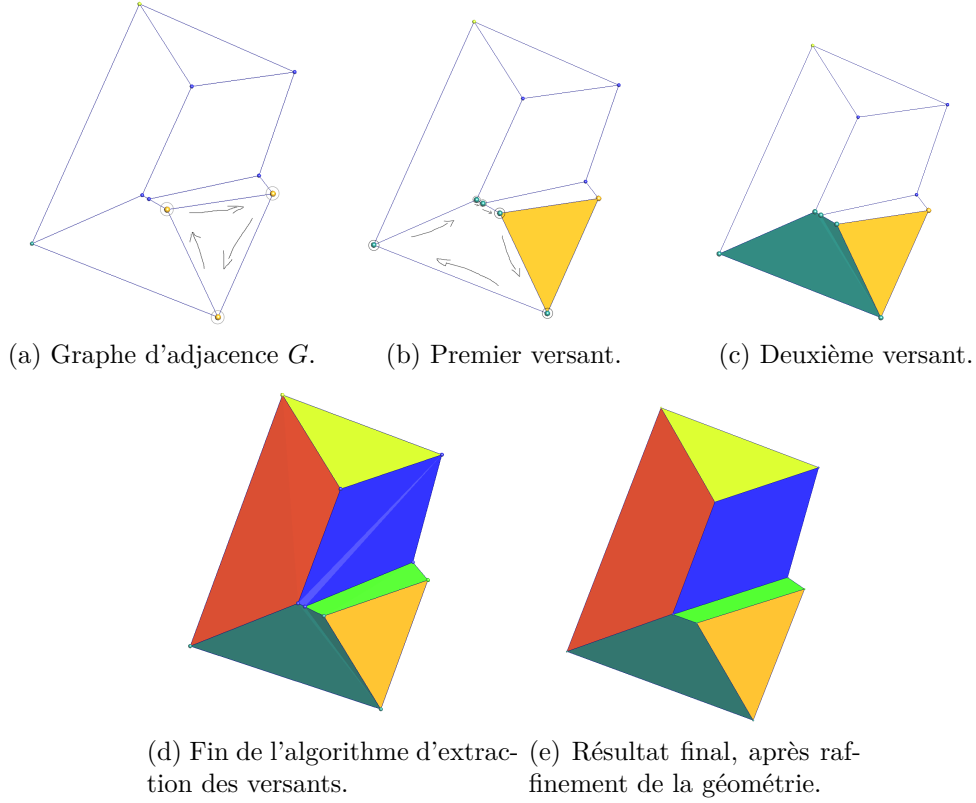 (a) Graphe d'adjacence G.
(b) Premier versant.
(c) Deuxième versant.
(d) Fin de l'algorithme d'extrac-
tion des versants.
(e) Résultat final, après raf-
finement de la géométrie.